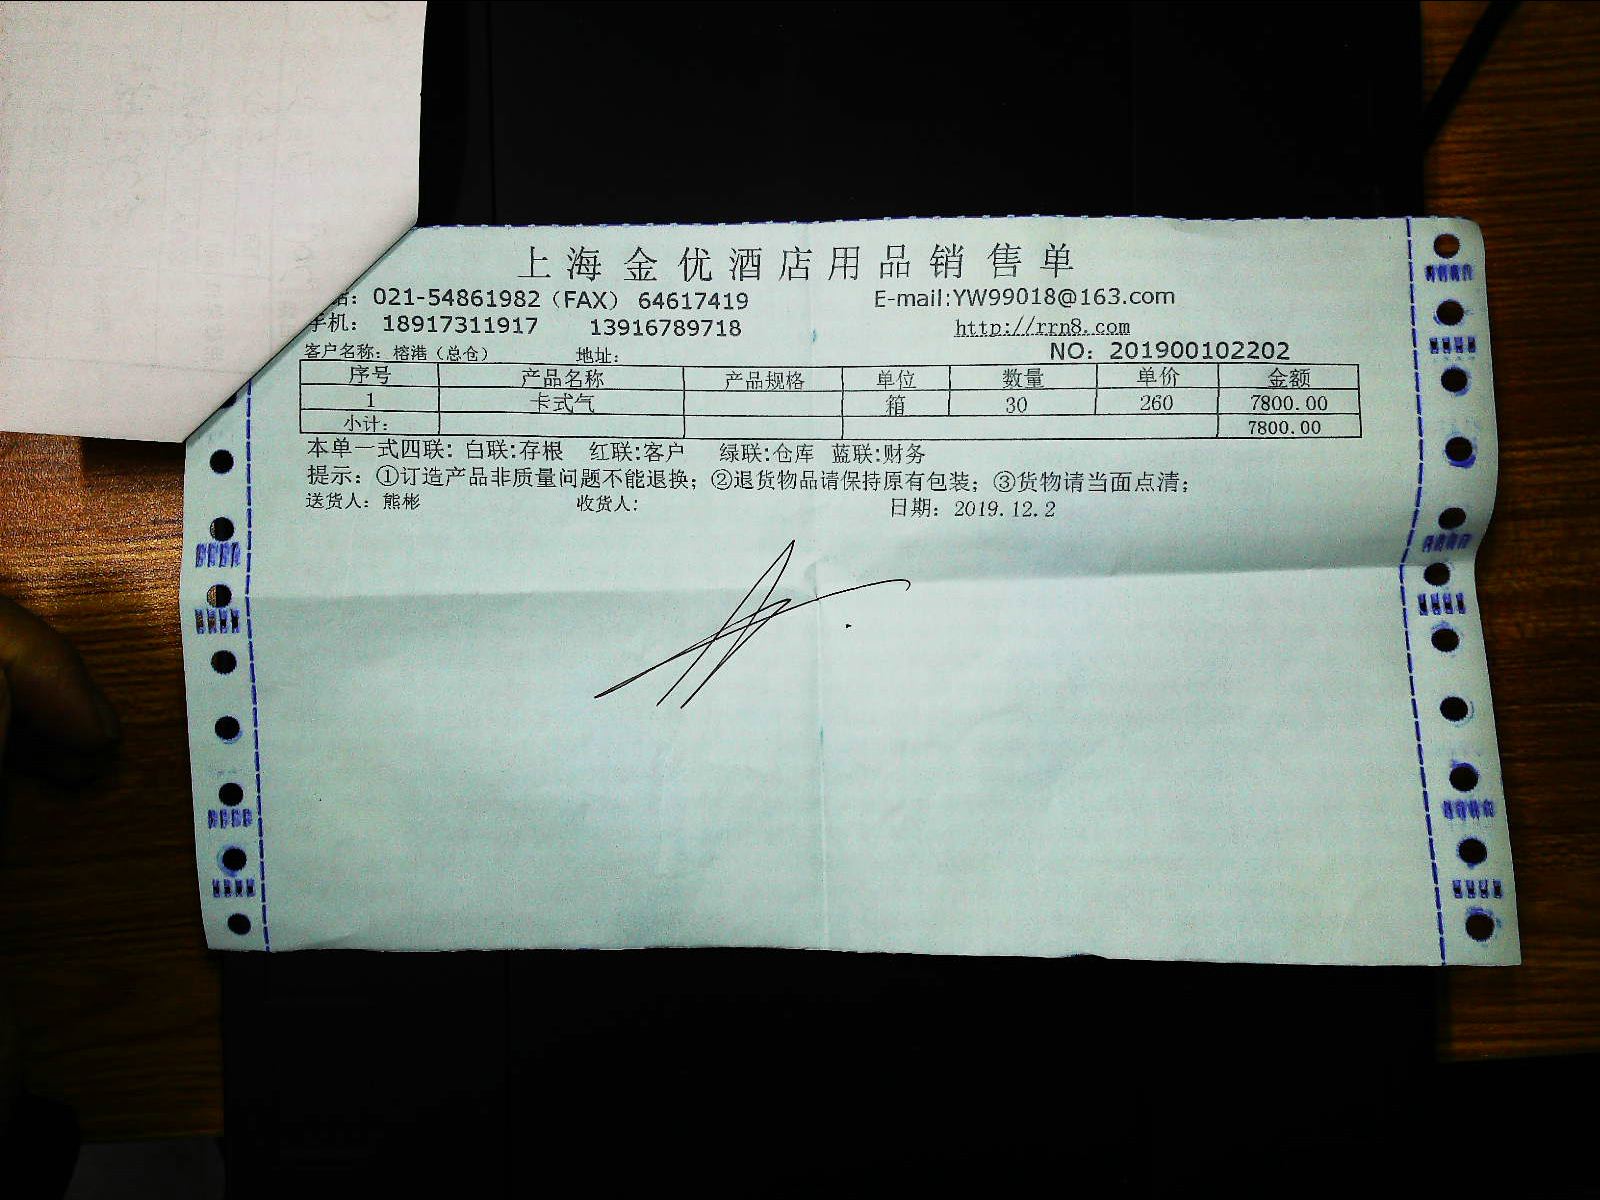 上海金优酒店用品销售单
话：021-54861982（FAX） 64617419 E-mail:YW99018@163.com
手机： 18917311917 13916789718 http://rrn8.com
客户名称：榕港（总仓） 地址： NO：201900102202
序号 产品名称 产品规格 单位 数量 单价 金额
1 卡式气 箱 30 260 7800.00
小计： 7800.00
本单一式四联：白联:存根 红联:客户 绿联:仓库 蓝联:财务
提示：①订造产品非质量问题不能退换；②退货物品请保持原有包装；③货物请当面点清；
送货人：熊彬 收货人： 日期：2019.12.2